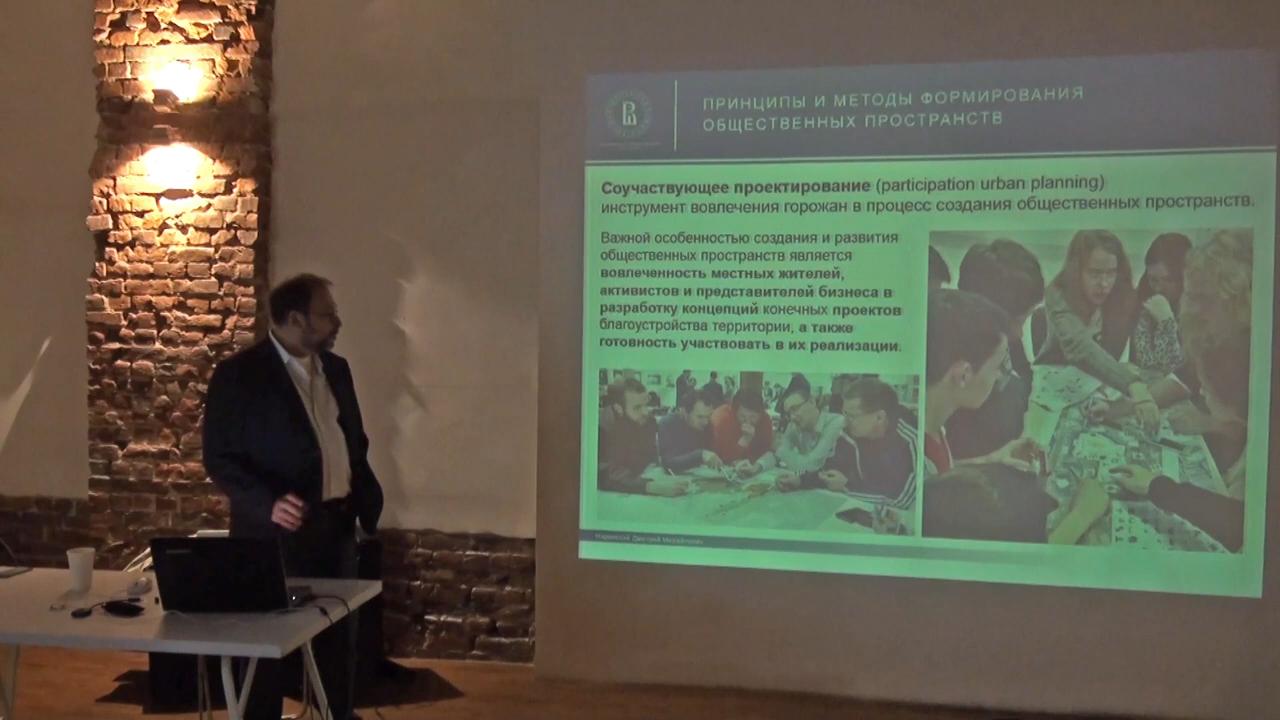 ПРИНЦИПЫ И МЕТОДЫ ФОРМИРОВАНИЯ
ОБЩЕСТВЕННЫХ ПРОСТРАНСТВ
Соучаствующее проектирование (participation urban planning)
инструмент вовлечения горожан в процесс создания общественных пространств.
Важной особенностью создания и развития
общественных пространств является
вовлеченность местных жителей,
активистов и представителей бизнеса в
разработку концепций конечных проектов
благоустройства территории, а также
готовность участвовать в их реализации.
Дмитрий Михайлович